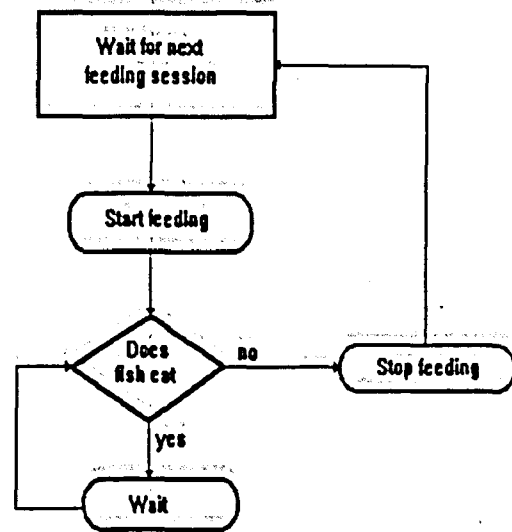 Wait for next
feeding session
Start feeding
Does
fish eat
no
Stop feeding
yes
Wait